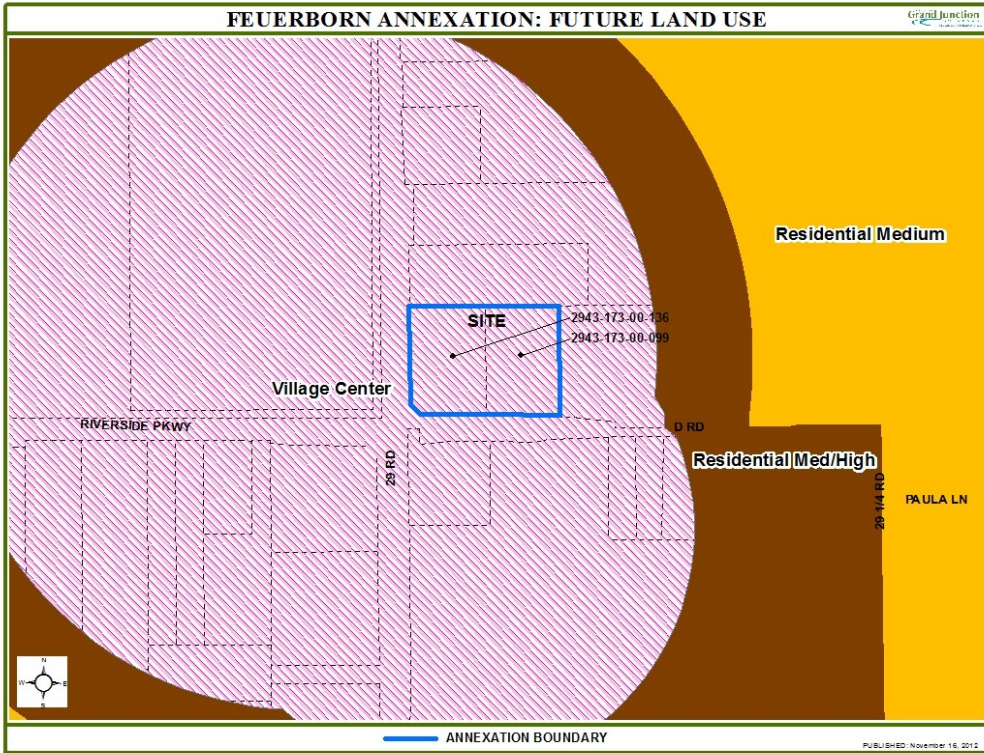 FEUERBORN ANNEXATION: FUTURE LAND USE
Grand Junction
Residential Medium
SITE
2943-173-00-136
2943-173-00-099
Village Center
RIVERSIDE PKWY
D RD
29 RD
Residential Med/High
29 1/4 RD
PAULA LN
N
W E
S
ANNEXATION BOUNDARY
PUBLISHED: November 16, 2012